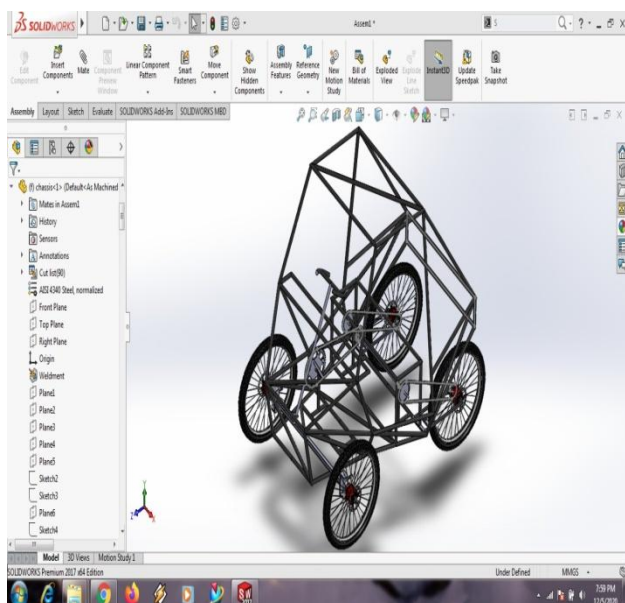 SOLIDWORKS
Assem1 *
Edit Component
Insert Components
Mate
Component Preview Window
Linear Component Pattern
Smart Fasteners
Move Component
Show Hidden Components
Assembly Features
Reference Geometry
New Motion Study
Bill of Materials
Exploded View
Explode Line Sketch
Instant3D
Update Speedpak
Take Snapshot
Assembly Layout Sketch Evaluate SOLIDWORKS Add-Ins SOLIDWORKS MBD
(f) chassis<1> (Default<As Machined
Mates in Assem1
History
Sensors
Annotations
Cut list(90)
AISI 4340 Steel, normalized
Front Plane
Top Plane
Right Plane
Origin
Weldment
Plane1
Plane2
Plane3
Plane4
Plane5
Sketch2
Sketch3
Plane6
Sketch4
Model 3D Views Motion Study 1
SOLIDWORKS Premium 2017 x64 Edition
Under Defined MMGS
7:59 PM